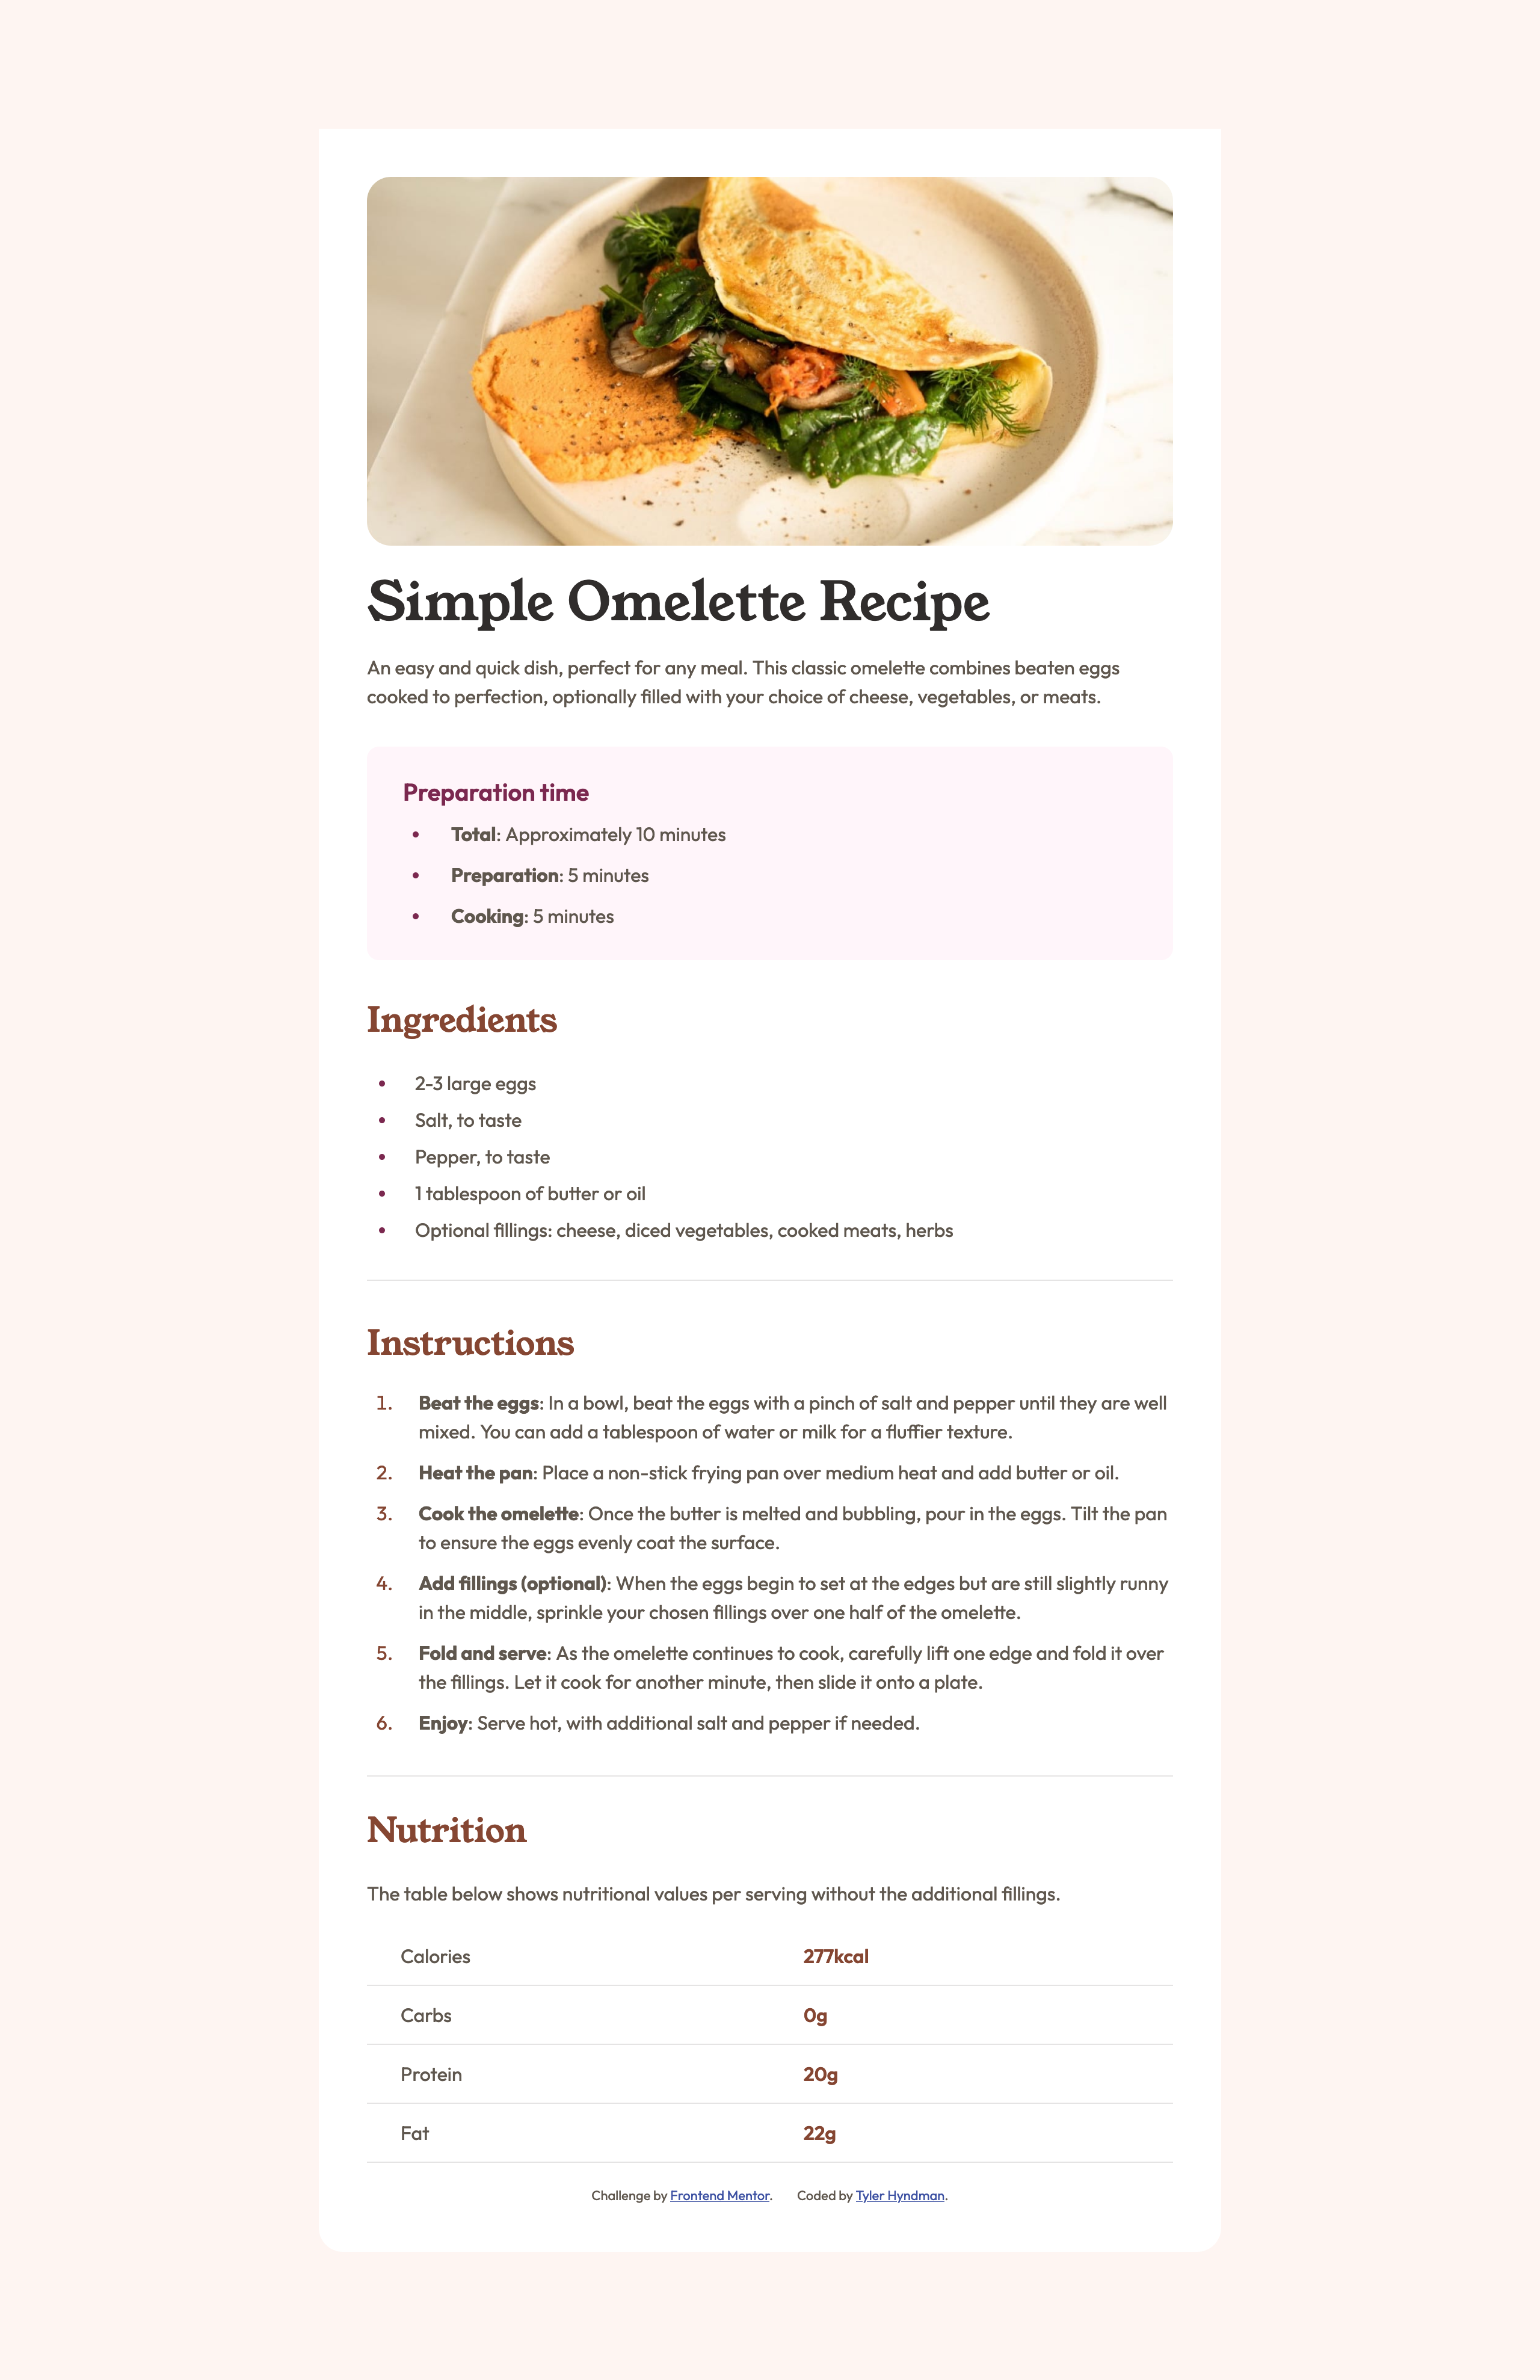 Simple Omelette Recipe
An easy and quick dish, perfect for any meal. This classic omelette combines beaten eggs
cooked to perfection, optionally filled with your choice of cheese, vegetables, or meats.
Preparation time
• Total: Approximately 10 minutes
• Preparation: 5 minutes
• Cooking: 5 minutes
Ingredients
• 2-3 large eggs
• Salt, to taste
• Pepper, to taste
• 1 tablespoon of butter or oil
• Optional fillings: cheese, diced vegetables, cooked meats, herbs
Instructions
1. Beat the eggs: In a bowl, beat the eggs with a pinch of salt and pepper until they are well
mixed. You can add a tablespoon of water or milk for a fluffier texture.
2. Heat the pan: Place a non-stick frying pan over medium heat and add butter or oil.
3. Cook the omelette: Once the butter is melted and bubbling, pour in the eggs. Tilt the pan
to ensure the eggs evenly coat the surface.
4. Add fillings (optional): When the eggs begin to set at the edges but are still slightly runny
in the middle, sprinkle your chosen fillings over one half of the omelette.
5. Fold and serve: As the omelette continues to cook, carefully lift one edge and fold it over
the fillings. Let it cook for another minute, then slide it onto a plate.
6. Enjoy: Serve hot, with additional salt and pepper if needed.
Nutrition
The table below shows nutritional values per serving without the additional fillings.
Calories 277kcal
Carbs 0g
Protein 20g
Fat 22g
Challenge by Frontend Mentor. Coded by Tyler Hyndman.